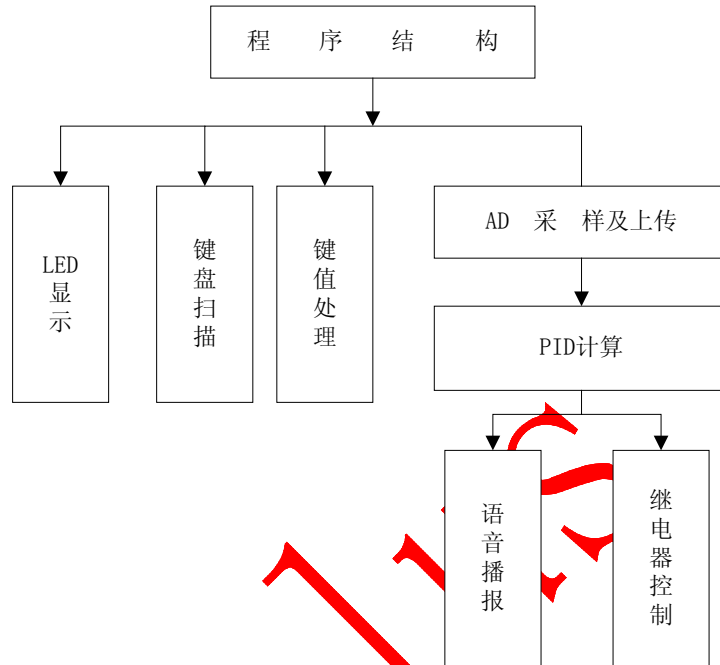 程 序 结 构
LED
显示
键盘扫描
键值处理
AD 采 样及上传
PID计算
语音播报
继电器控制